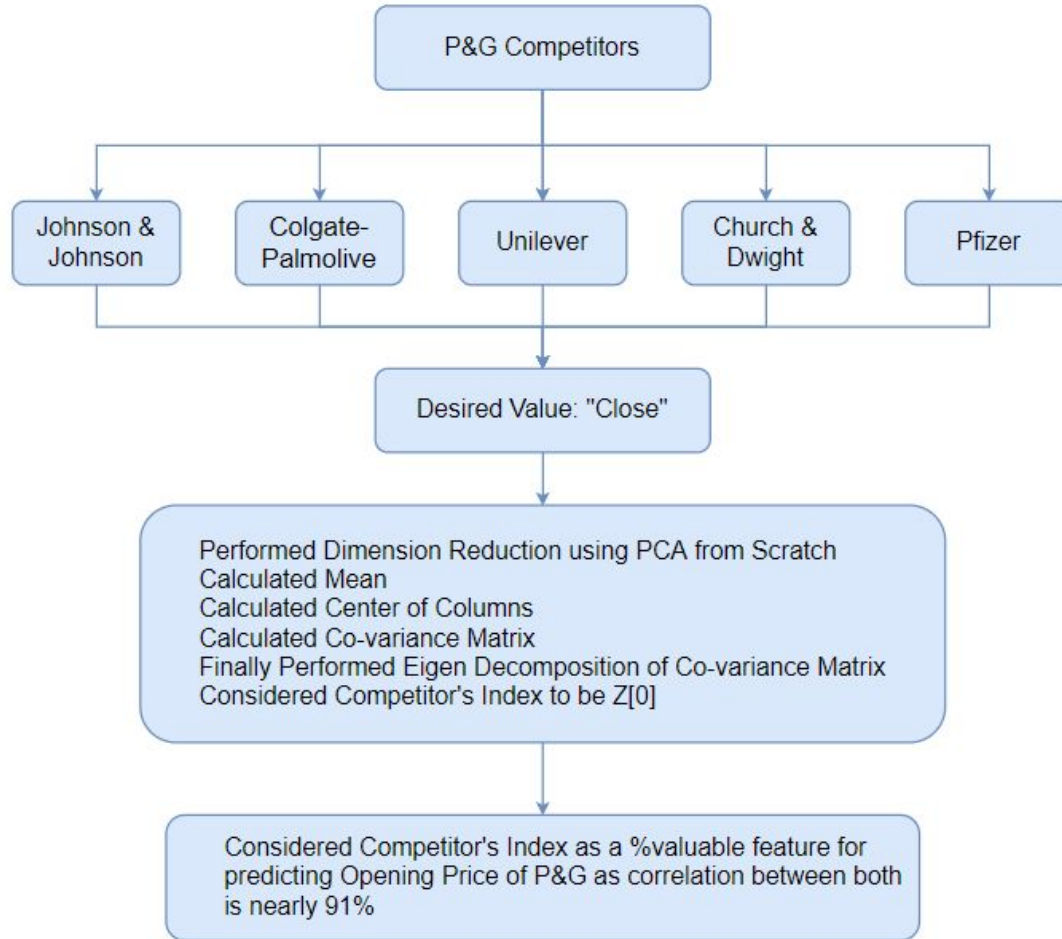 P&G Competitors
Johnson &
Johnson
Colgate-
Palmolive
Unilever
Church &
Dwight
Pfizer
Desired Value: "Close"
Performed Dimension Reduction using PCA from Scratch
Calculated Mean
Calculated Center of Columns
Calculated Co-variance Matrix
Finally Performed Eigen Decomposition of Co-variance Matrix
Considered Competitor's Index to be Z[0]
Considered Competitor's Index as a %valuable feature for
predicting Opening Price of P&G as correlation between both
is nearly 91%